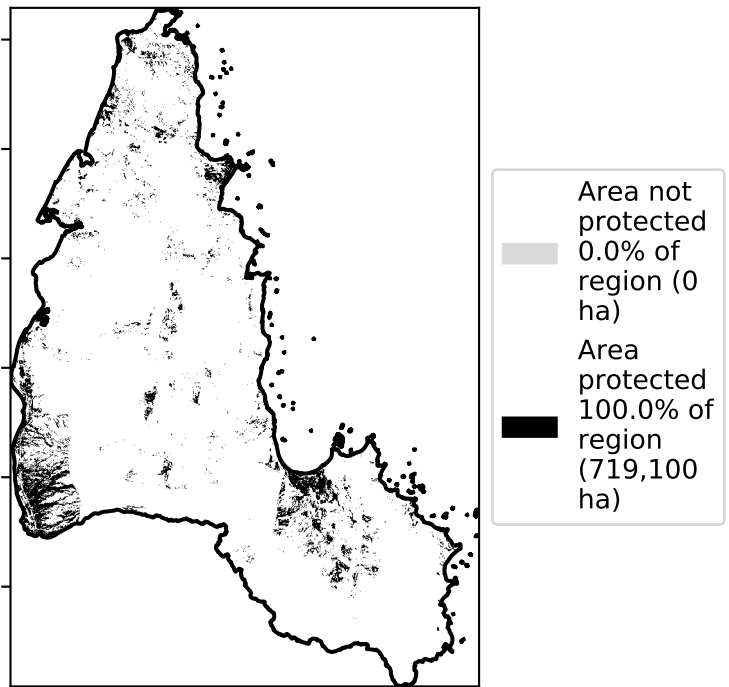 Area not
protected
0.0% of
region (0
ha)
Area
protected
100.0% of
region
(719,100
ha)